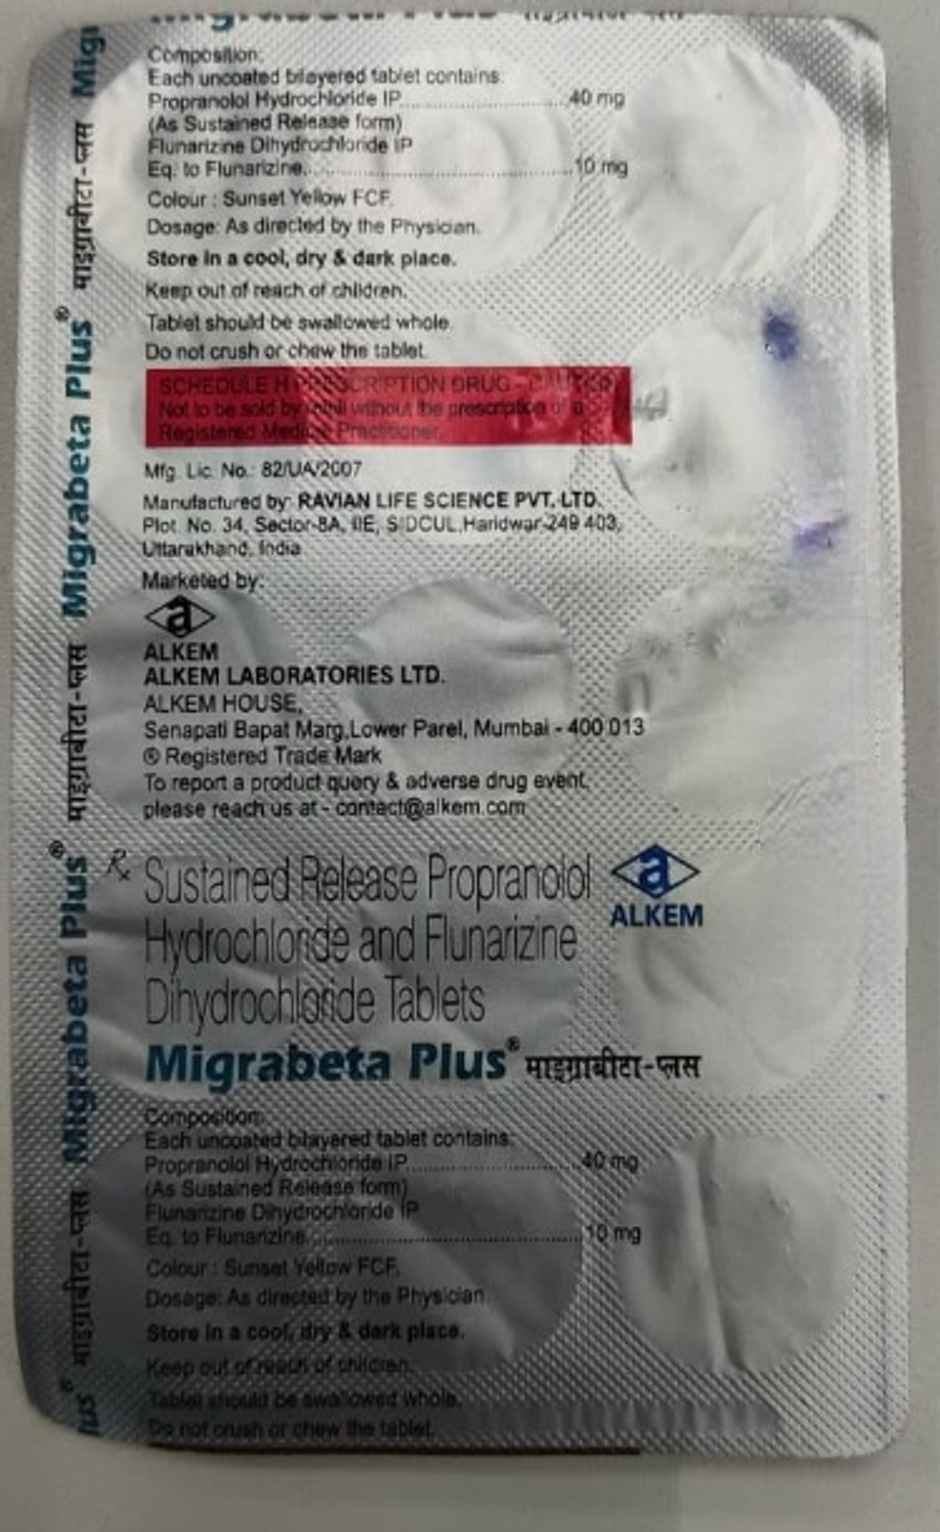 Composition:
Each uncoated bilayered tablet contains:
Propranolol Hydrochloride IP..............................40 mg
(As Sustained Release form)
Flunarizine Dihydrochloride IP
Eq. to Flunarizine...............................................10 mg
Colour : Sunset Yellow FCF.
Dosage: As directed by the Physician.
Store in a cool, dry & dark place.
Keep out of reach of children.
Tablet should be swallowed whole.
Do not crush or chew the tablet.
SCHEDULE H PRESCRIPTION DRUG - CAUTION
Not to be sold by retail without the prescription of a
Registered Medical Practitioner.
Mfg. Lic. No.: 82/UA/2007
Manufactured by: RAVIAN LIFE SCIENCE PVT. LTD.
Plot. No. 34, Sector-8A, IIE, SIDCUL, Haridwar-249 403,
Uttarakhand, India
Marketed by:
a
ALKEM
ALKEM LABORATORIES LTD.
ALKEM HOUSE,
Senapati Bapat Marg, Lower Parel, Mumbai - 400 013
® Registered Trade Mark
To report a product query & adverse drug event,
please reach us at - contact@alkem.com
Rx Sustained Release Propranolol
Hydrochloride and Flunarizine
Dihydrochloride Tablets
a
ALKEM
Migrabeta Plus® माइग्राबीटा-प्लस
Composition:
Each uncoated bilayered tablet contains:
Propranolol Hydrochloride IP..............................40 mg
(As Sustained Release form)
Flunarizine Dihydrochloride IP
Eq. to Flunarizine...............................................10 mg
Colour : Sunset Yellow FCF.
Dosage: As directed by the Physician.
Store in a cool, dry & dark place.
Keep out of reach of children.
Tablet should be swallowed whole.
Do not crush or chew the tablet.
Plus® माइग्राबीटा-प्लस Migrabeta Plus® माइग्राबीटा-प्लस Migrabeta Plus® माइग्राबीटा-प्लस Mig